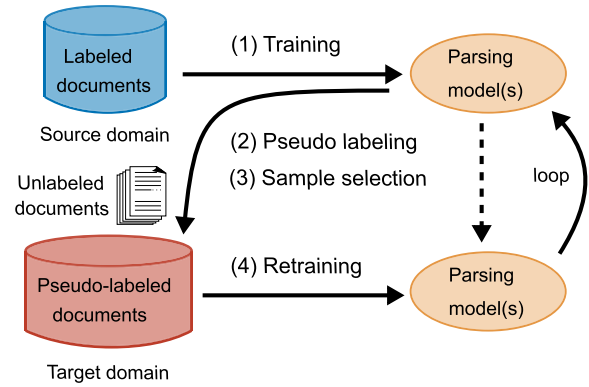 Labeled
documents
Source domain
(1) Training
Parsing
model(s)
(2) Pseudo labeling
(3) Sample selection
loop
Unlabeled
documents
Pseudo-labeled
documents
Target domain
(4) Retraining
Parsing
model(s)